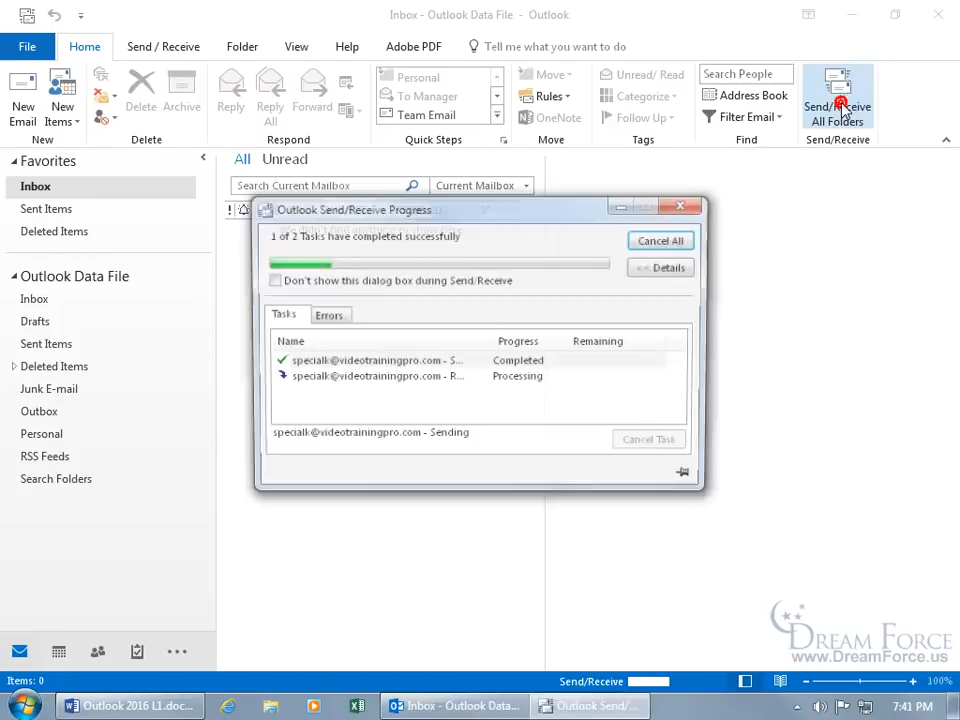 Inbox - Outlook Data File - Outlook
File Home Send / Receive Folder View Help Adobe PDF Tell me what you want to do
New Email
New Items
Delete
Archive
Reply
Reply All
Forward
Personal
To Manager
Team Email
Move
Rules
OneNote
Unread/ Read
Categorize
Follow Up
Search People
Address Book
Filter Email
Send/Receive All Folders
New Delete Respond Quick Steps Move Tags Find Send/Receive
Favorites
Inbox
Sent Items
Deleted Items
Outlook Data File
Inbox
Drafts
Sent Items
Deleted Items
Junk E-mail
Outbox
Personal
RSS Feeds
Search Folders
All Unread
Search Current Mailbox Current Mailbox
Outlook Send/Receive Progress
1 of 2 Tasks have completed successfully
Cancel All
Don't show this dialog box during Send/Receive
<< Details
Tasks Errors
Name Progress Remaining
specialk@videotrainingpro.com - S... Completed
specialk@videotrainingpro.com - R... Processing
specialk@videotrainingpro.com - Sending
Cancel Task
DREAM FORCE
www.DreamForce.us
Items: 0 Send/Receive 100%
Outlook 2016 L1.doc... Inbox - Outlook Data... Outlook Send/... 7:41 PM